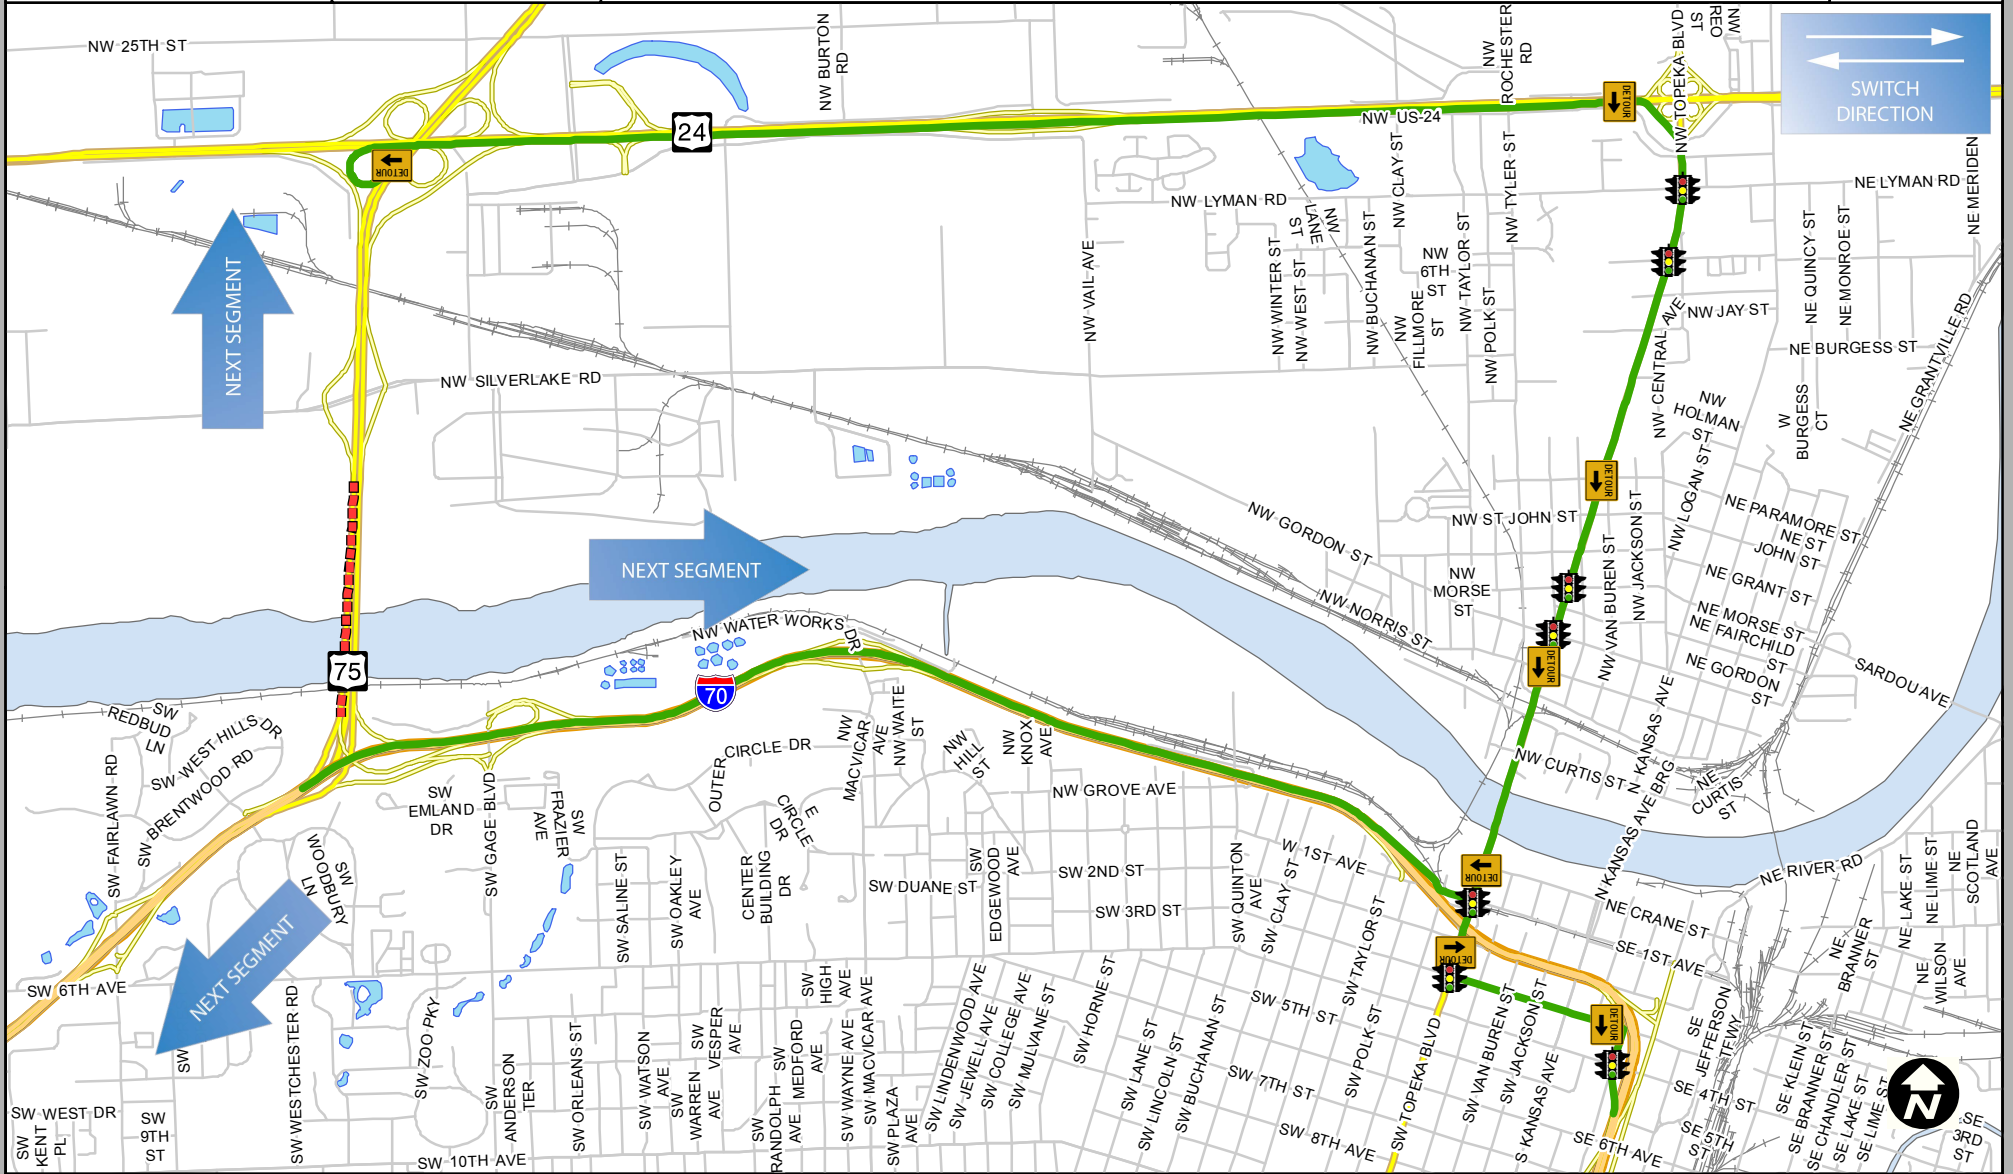 NW 25TH ST
NW BURTON
RD
NW
ROCHESTER
RD
NW TOPEKA BLVD
ST
REO
NW
SWITCH
DIRECTION
DETOUR
24
NW US-24
DETOUR
NW LYMAN RD
NE LYMAN RD
NE MERIDEN
NW CLAY ST
NW TYLER ST
NW
LANE
ST
NW VAIL AVE
NW WINTER ST
NW WEST ST
NW BUCHANAN ST
NW
6TH
ST
NW
FILLMORE
ST
NW TAYLOR ST
NW POLK ST
NW CENTRAL AVE
NW JAY ST
NE QUINCY ST
NE MONROE ST
NE BURGESS ST
W
BURGESS
CT
NE GRANTVILLE RD
NEXT SEGMENT
NW SILVERLAKE RD
NW
HOLMAN
ST
NW LOGAN ST
DETOUR
NW GORDON ST
NW ST JOHN ST
NW VAN BUREN ST
NW JACKSON ST
NE PARAMORE ST
NE ST
JOHN ST
NE GRANT ST
NE MORSE ST
NE FAIRCHILD
ST
NE GORDON
ST
SARDOU AVE
NW
MORSE
ST
NW NORRIS ST
NEXT SEGMENT
NW WATER WORKS DR
DETOUR
75
70
SW
REDBUD
LN
SW WEST HILLS DR
SW BRENTWOOD RD
SW FAIRLAWN RD
SW
EMLAND
DR
SW GAGE BLVD
SW
FRAZIER
AVE
OUTER
CIRCLE DR
E
CIRCLE
DR
NW
MACVICAR
AVE
NW WAITE
ST
NW
HILL
ST
NW
KNOX
AVE
NW GROVE AVE
NW CURTIS ST
N KANSAS AVE
N KANSAS AVE BRG
NE
CURTIS
ST
SW
WOODBURY
LN
SW SALINE ST
SW OAKLEY
AVE
CENTER
BUILDING
DR
SW DUANE ST
SW
EDGEWOOD
AVE
SW 2ND ST
SW 3RD ST
SW QUINTON
AVE
SW CLAY ST
W 1ST AVE
DETOUR
DETOUR
SW TAYLOR ST
NE CRANE ST
SE 1ST AVE
NE RIVER RD
NE LAKE ST
NE LIME ST
NE
SCOTLAND
AVE
NE
BRANNER
ST
NE
WILSON
AVE
NEXT SEGMENT
SW 6TH AVE
SW
SW WESTCHESTER RD
SW ZOO PKY
SW
ANDERSON
TER
SW ORLEANS ST
SW WATSON
AVE
SW
WARREN
AVE
SW
VESPER
AVE
SW
RANDOLPH
AVE
SW
MEDFORD
AVE
SW
HIGH
AVE
SW WAYNE AVE
SW MACVICAR AVE
SW PLAZA
AVE
SW LINDENWOOD AVE
SW JEWELL AVE
SW COLLEGE AVE
SW MULVANE ST
SW HORNE ST
SW LANE ST
SW LINCOLN ST
SW BUCHANAN ST
SW 5TH ST
SW 7TH ST
SW 8TH AVE
SW POLK ST
SW TOPEKA BLVD
SW VAN BUREN ST
SW JACKSON ST
S KANSAS AVE
DETOUR
SE
JEFFERSON
ST
TFWY
SE 4TH ST
SE 5TH
ST
SE 6TH AVE
SE KLEIN ST
SE BRANNER ST
SE CHANDLER ST
SE LAKE ST
SE LIME ST
SE
3RD
ST
N
SW WEST DR
SW
KENT
PL
SW
9TH
ST
SW 10TH AVE